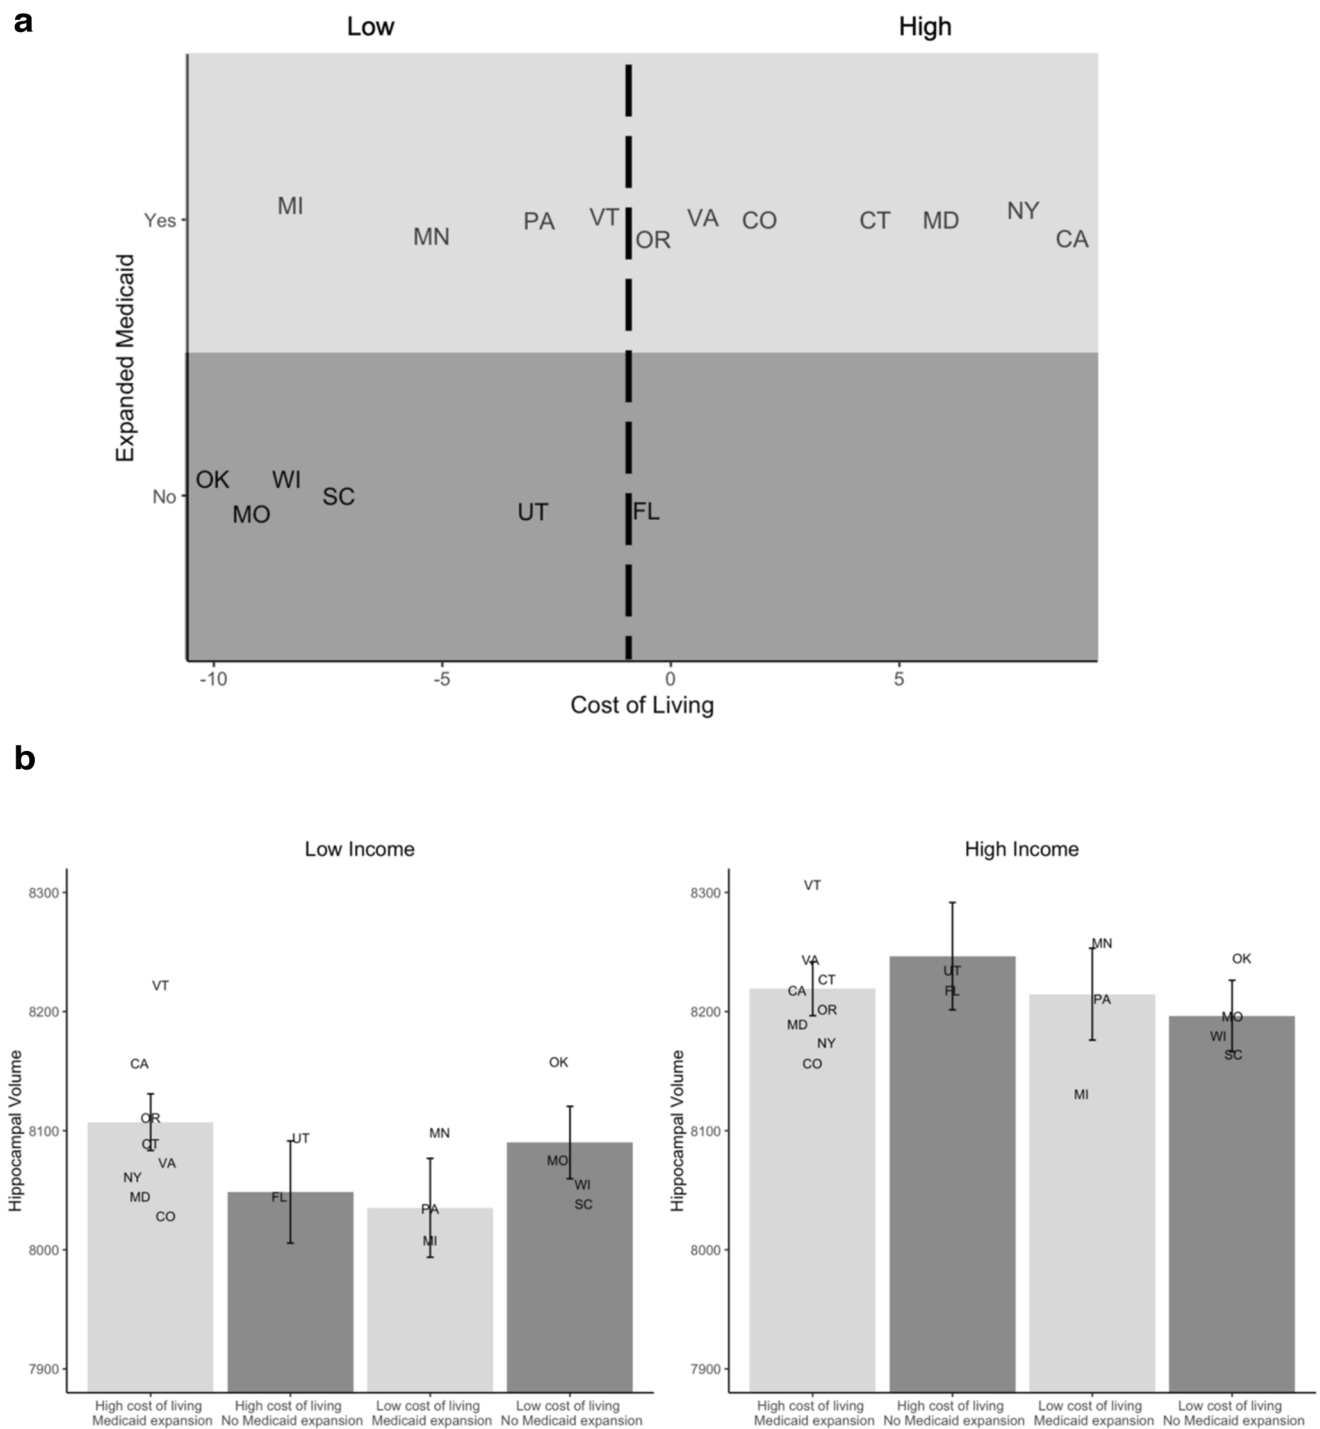 a
Low High
MI
Yes
MN
PA
VT
OR
VA
CO
CT
MD
NY
CA
Expanded Medicaid
OK
WI
No
MO
SC
UT
FL
-10 -5 0 5
Cost of Living
b
Low Income
Hippocampal Volume
8300
8200
8100
8000
7900
VT
CA
OR
CT
VA
NY
MD
CO
UT
FL
MN
PA
MI
OK
MO
WI
SC
High cost of living High cost of living Low cost of living Low cost of living
Medicaid expansion No Medicaid expansion Medicaid expansion No Medicaid expansion
High Income
Hippocampal Volume
8300
8200
8100
8000
7900
VT
VA
CT
CA
OR
MD
NY
CO
UT
FL
MN
PA
MI
OK
MO
WI
SC
High cost of living High cost of living Low cost of living Low cost of living
Medicaid expansion No Medicaid expansion Medicaid expansion No Medicaid expansion